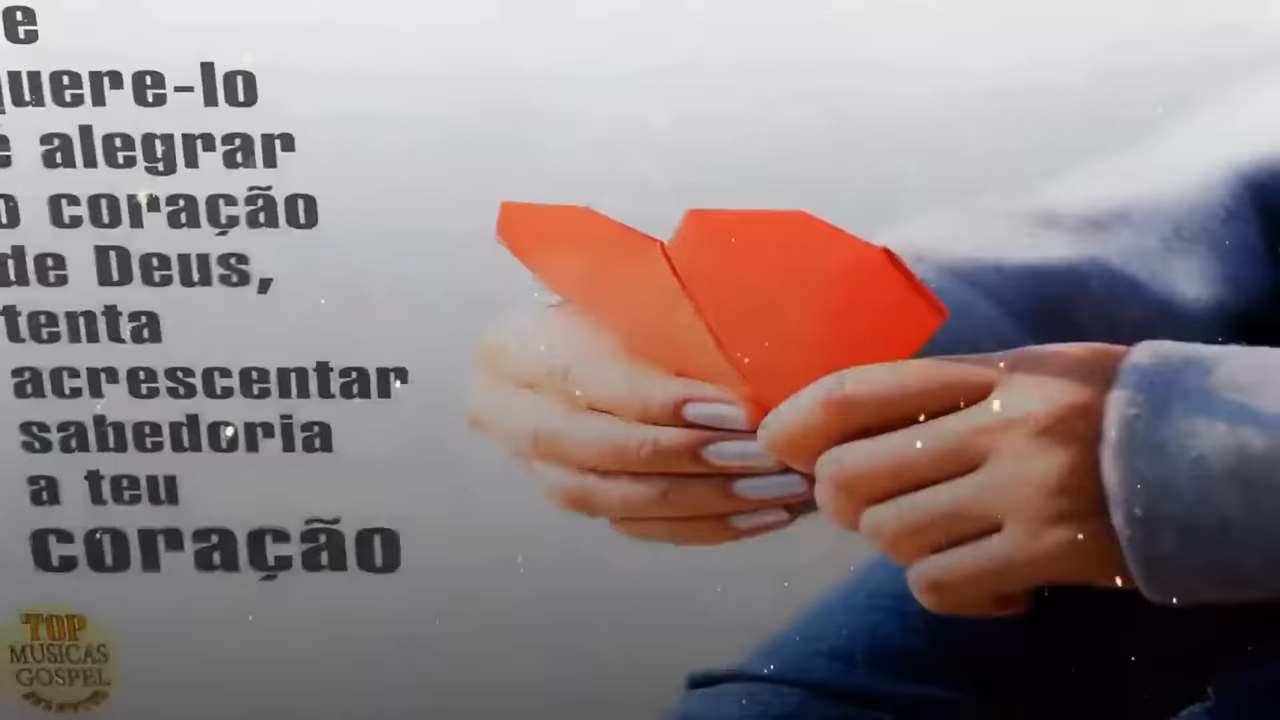 e
quere-lo
é alegrar
o coração
de Deus,
tenta
acrescentar
sabedoria
a teu
coração
TOP
MUSICAS
GOSPEL